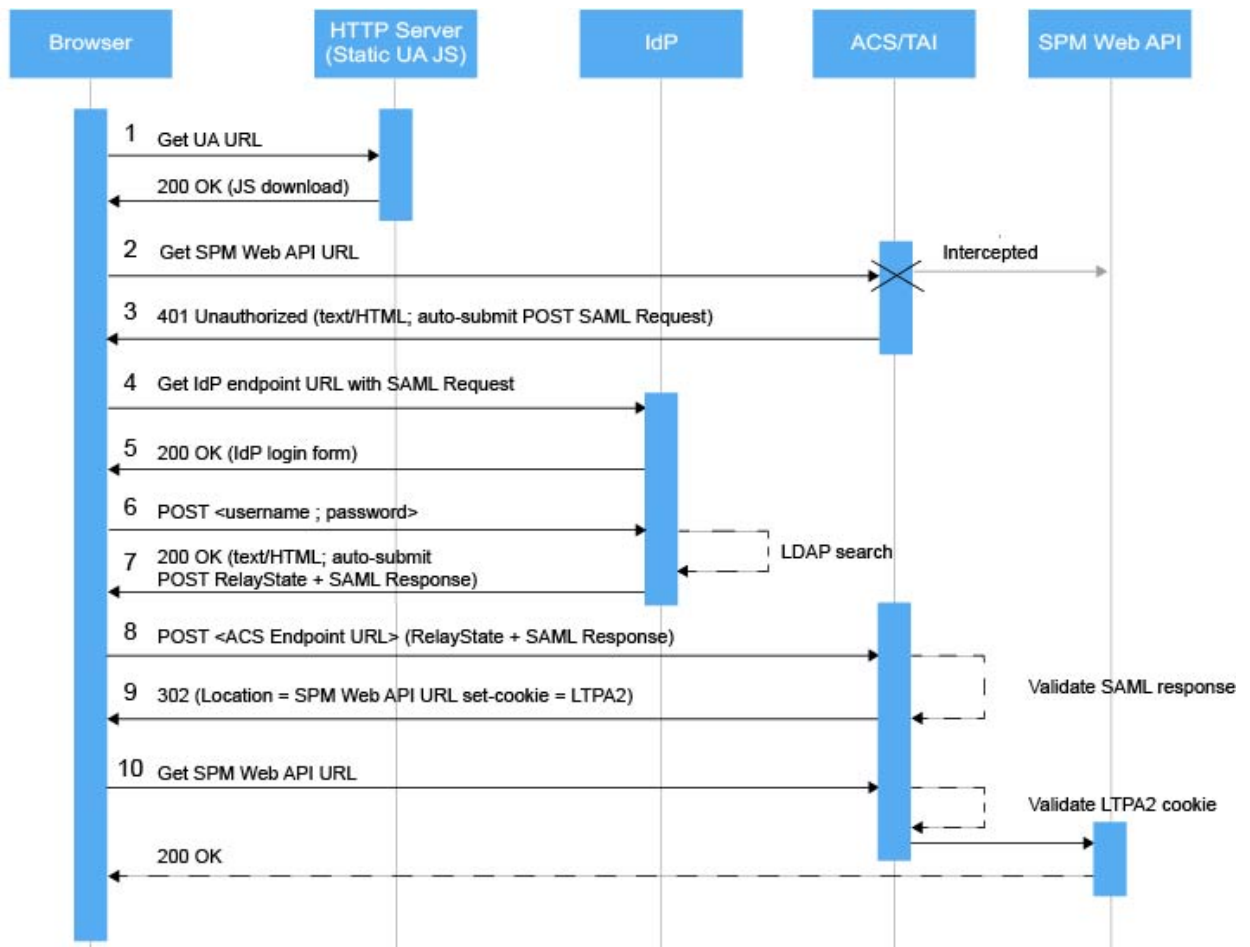 Browser
HTTP Server
(Static UA JS)
IdP
ACS/TAI
SPM Web API
1 Get UA URL
200 OK (JS download)
2 Get SPM Web API URL
Intercepted
3 401 Unauthorized (text/HTML; auto-submit POST SAML Request)
4 Get IdP endpoint URL with SAML Request
5 200 OK (IdP login form)
6 POST <username ; password>
LDAP search
7 200 OK (text/HTML; auto-submit
POST RelayState + SAML Response)
8 POST <ACS Endpoint URL> (RelayState + SAML Response)
Validate SAML response
9 302 (Location = SPM Web API URL set-cookie = LTPA2)
10 Get SPM Web API URL
Validate LTPA2 cookie
200 OK